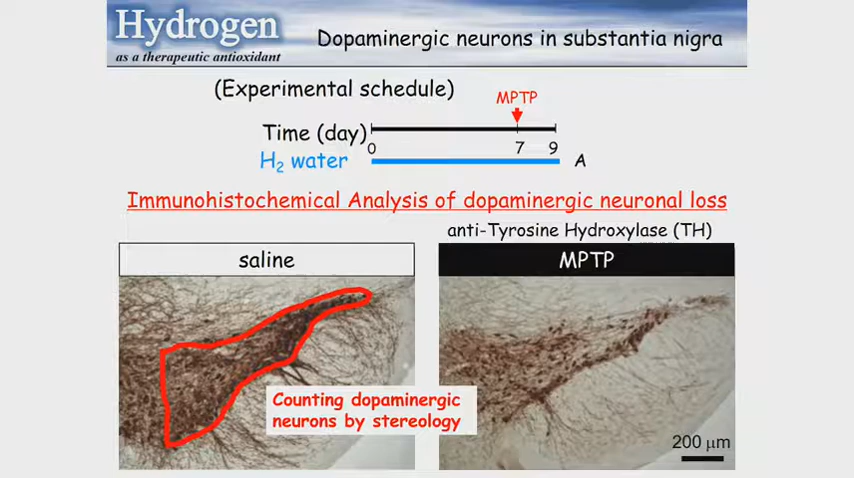 Hydrogen
as a therapeutic antioxidant
Dopaminergic neurons in substantia nigra
(Experimental schedule)
MPTP
Time (day)
0 7 9
H₂ water
A
Immunohistochemical Analysis of dopaminergic neuronal loss
anti-Tyrosine Hydroxylase (TH)
saline
MPTP
Counting dopaminergic
neurons by stereology
200 μm